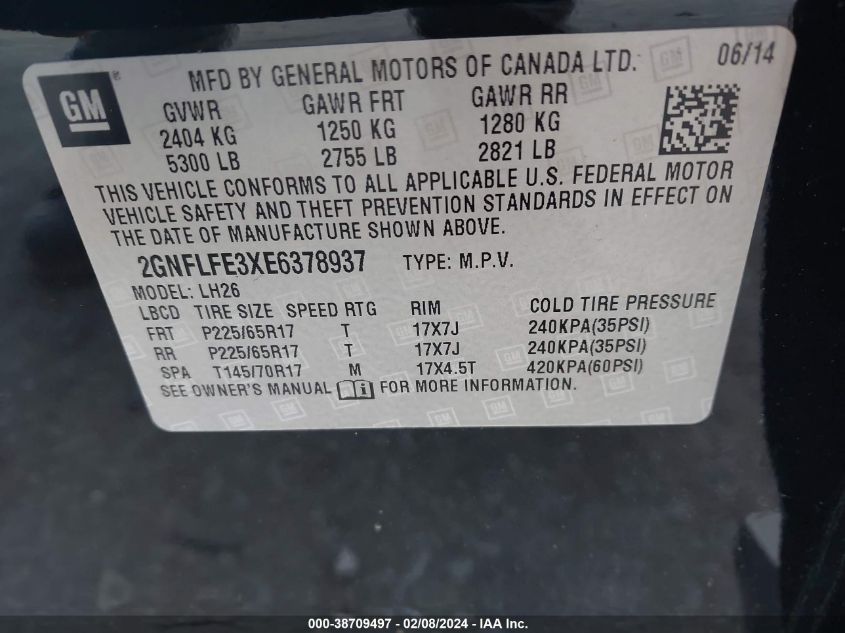 GM ® MFD BY GENERAL MOTORS OF CANADA LTD. 06/14
GVWR GAWR FRT GAWR RR
2404 KG 1250 KG 1280 KG
5300 LB 2755 LB 2821 LB
THIS VEHICLE CONFORMS TO ALL APPLICABLE U.S. FEDERAL MOTOR
VEHICLE SAFETY AND THEFT PREVENTION STANDARDS IN EFFECT ON
THE DATE OF MANUFACTURE SHOWN ABOVE.
2GNFLFE3XE6378937 TYPE: M.P.V.
MODEL: LH26
LBCD TIRE SIZE SPEED RTG RIM COLD TIRE PRESSURE
FRT P225/65R17 T 17X7J 240KPA(35PSI)
RR P225/65R17 T 17X7J 240KPA(35PSI)
SPA T145/70R17 M 17X4.5T 420KPA(60PSI)
SEE OWNER'S MANUAL FOR MORE INFORMATION.
000-38709497 - 02/08/2024 - IAA Inc.